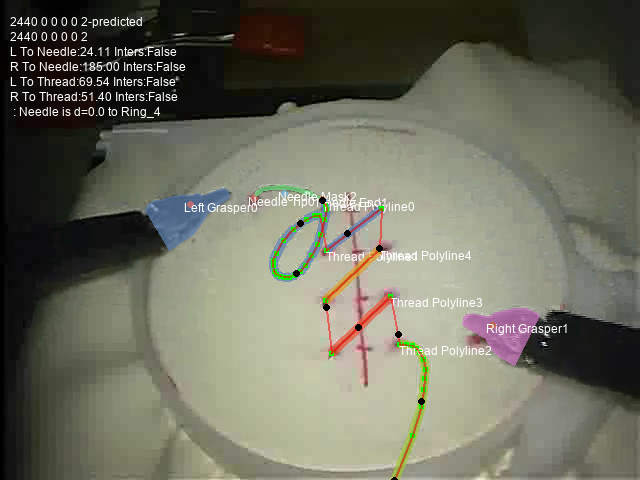 2440 0 0 0 0 2-predicted
2440 0 0 0 0 2
L To Needle:24.11 Inters:False
R To Needle:185.00 Inters:False
L To Thread:69.54 Inters:False
R To Thread:51.40 Inters:False
: Needle is d=0.0 to Ring_4
Needle Mask2
Left Grasper0
Thread Polyline0
Thread Polyline4
Thread Polyline3
Right Grasper1
Thread Polyline2